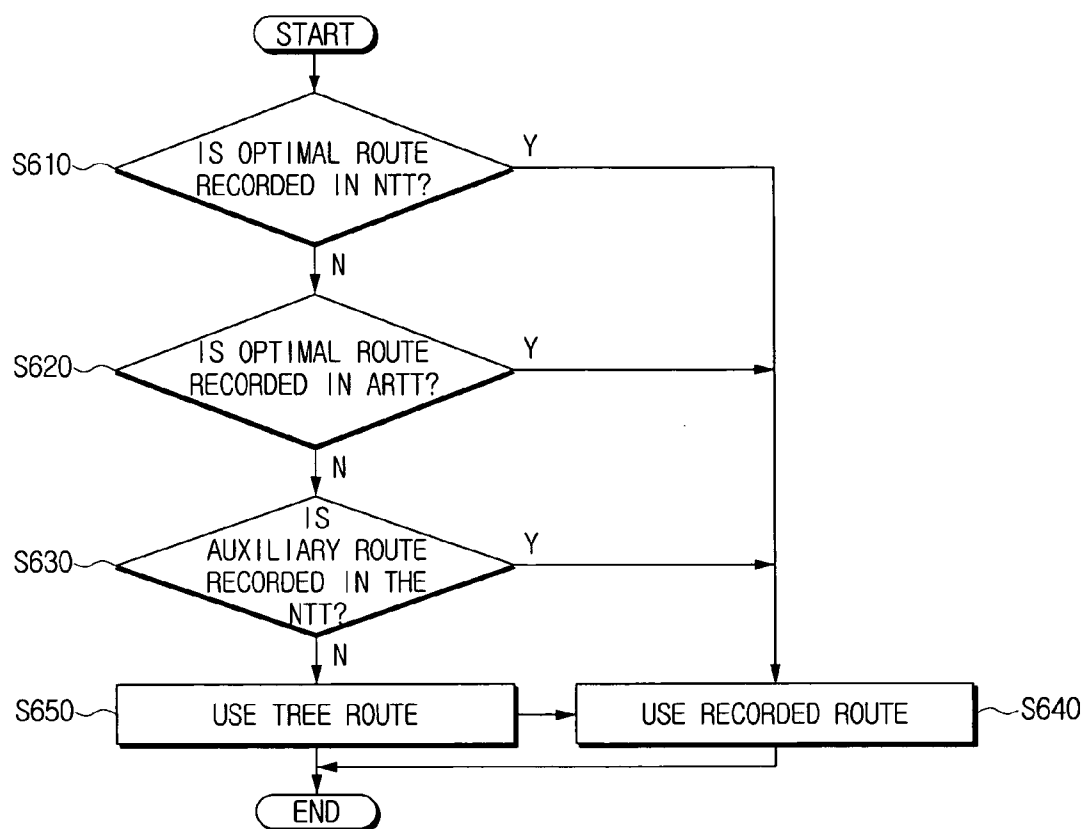 START
S610
IS OPTIMAL ROUTE
RECORDED IN NTT?
Y
N
S620
IS OPTIMAL ROUTE
RECORDED IN ARTT?
Y
N
S630
IS
AUXILIARY ROUTE
RECORDED IN THE
NTT?
Y
N
S650
USE TREE ROUTE
USE RECORDED ROUTE
S640
END